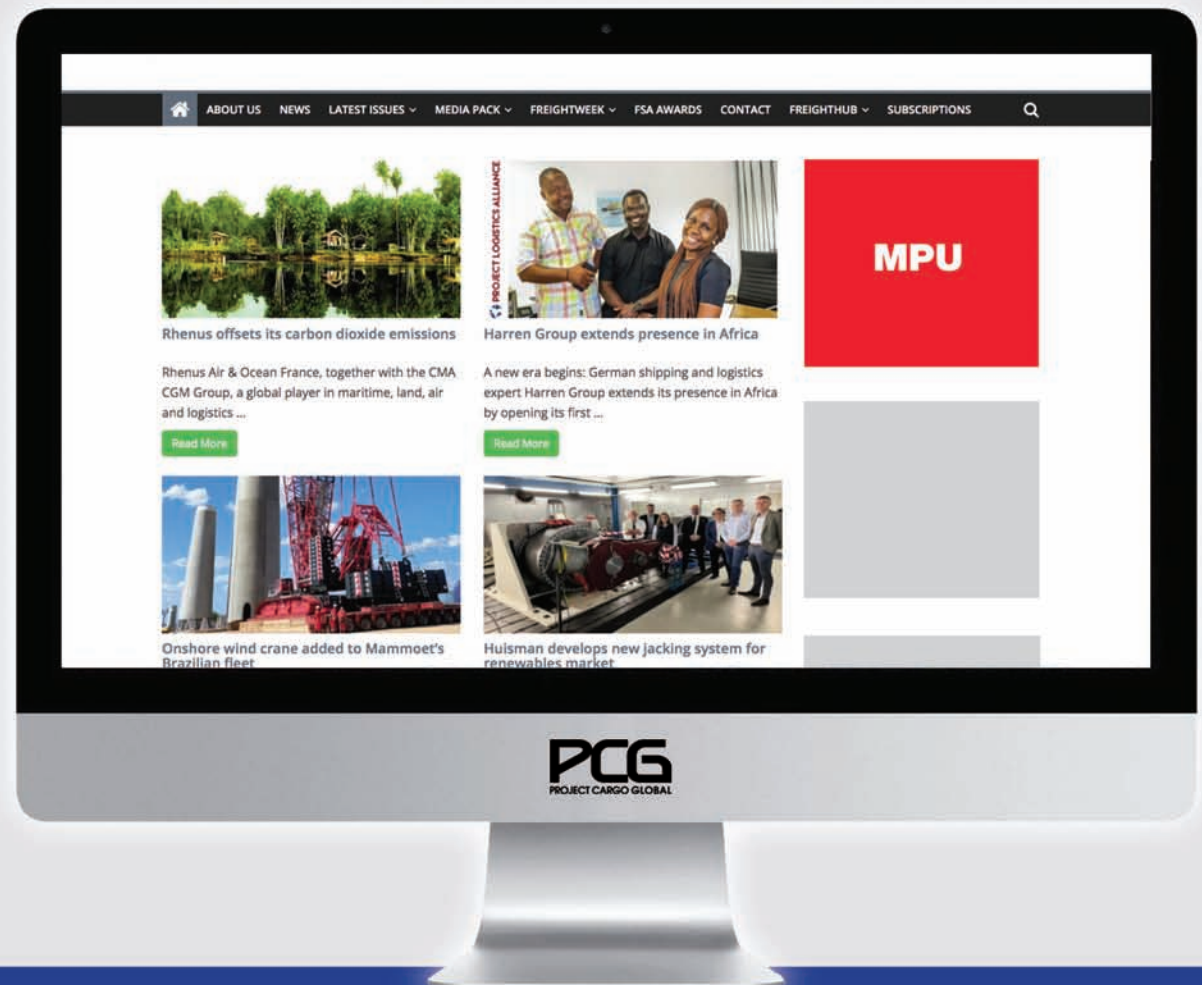 ABOUT US NEWS LATEST ISSUES MEDIA PACK FREIGHTWEEK FSA AWARDS CONTACT FREIGHTHUB SUBSCRIPTIONS
PROJECT LOGISTICS ALLIANCE
MPU
Rhenus offsets its carbon dioxide emissions
Rhenus Air & Ocean France, together with the CMA
CGM Group, a global player in maritime, land, air
and logistics ...
Read More
Harren Group extends presence in Africa
A new era begins: German shipping and logistics
expert Harren Group extends its presence in Africa
by opening its first ...
Read More
Onshore wind crane added to Mammoet's
Brazilian fleet
Huisman develops new jacking system for
renewables market
PCG
PROJECT CARGO GLOBAL